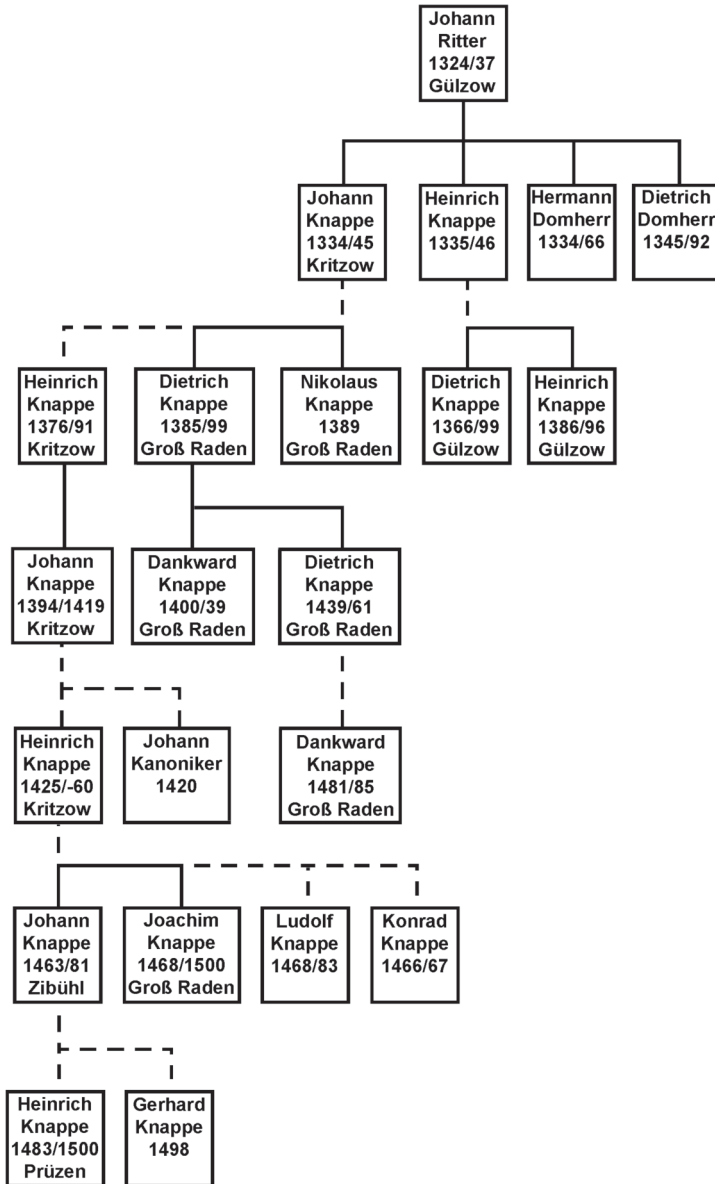 Johann
Ritter
1324/37
Gülzow
Johann
Knappe
1334/45
Kritzow
Heinrich
Knappe
1335/46
Hermann
Domherr
1334/66
Dietrich
Domherr
1345/92
Heinrich
Knappe
1376/91
Kritzow
Dietrich
Knappe
1385/99
Groß Raden
Nikolaus
Knappe
1389
Groß Raden
Dietrich
Knappe
1366/99
Gülzow
Heinrich
Knappe
1386/96
Gülzow
Johann
Knappe
1394/1419
Kritzow
Dankward
Knappe
1400/39
Groß Raden
Dietrich
Knappe
1439/61
Groß Raden
Heinrich
Knappe
1425/-60
Kritzow
Johann
Kanoniker
1420
Dankward
Knappe
1481/85
Groß Raden
Johann
Knappe
1463/81
Zibühl
Joachim
Knappe
1468/1500
Groß Raden
Ludolf
Knappe
1468/83
Konrad
Knappe
1466/67
Heinrich
Knappe
1483/1500
Prüzen
Gerhard
Knappe
1498